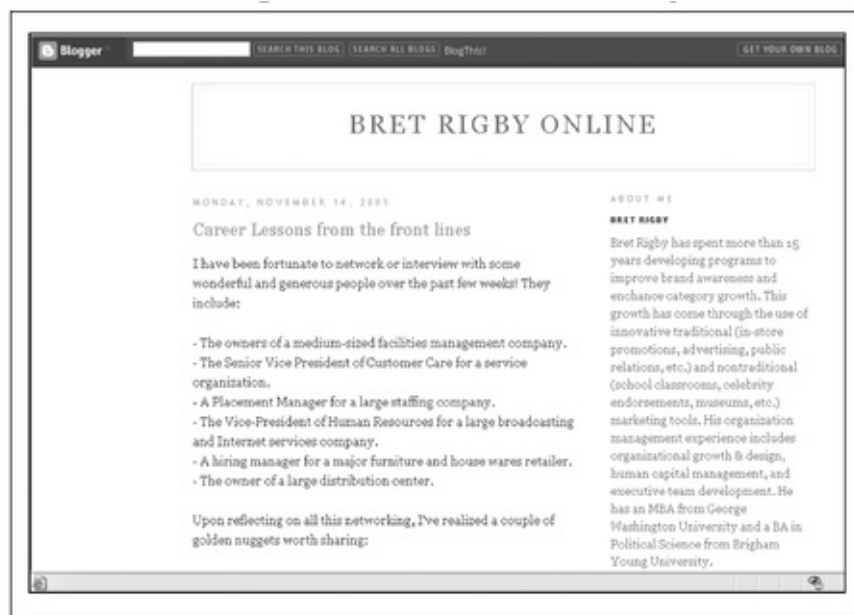 Blogger
SEARCH THIS BLOG
SEARCH ALL BLOGS
BlogThis!
GET YOUR OWN BLOG
BRET RIGBY ONLINE
MONDAY, NOVEMBER 14, 2005
Career Lessons from the front lines
I have been fortunate to network or interview with some
wonderful and generous people over the past few weeks! They
include:
- The owners of a medium-sized facilities management company.
- The Senior Vice President of Customer Care for a service
organization.
- A Placement Manager for a large staffing company.
- The Vice-President of Human Resources for a large broadcasting
and Internet services company.
- A hiring manager for a major furniture and house wares retailer.
- The owner of a large distribution center.
Upon reflecting on all this networking, I've realized a couple of
golden nuggets worth sharing:
ABOUT ME
BRET RIGBY
Bret Rigby has spent more than 15
years developing programs to
improve brand awareness and
enchance category growth. This
growth has come through the use of
innovative traditional (in-store
promotions, advertising, public
relations, etc.) and nontraditional
(school classrooms, celebrity
endorsements, museums, etc.)
marketing tools. His organization
management experience includes
organizational growth & design,
human capital management, and
executive team development. He
has an MBA from George
Washington University and a BA in
Political Science from Brigham
Young University.